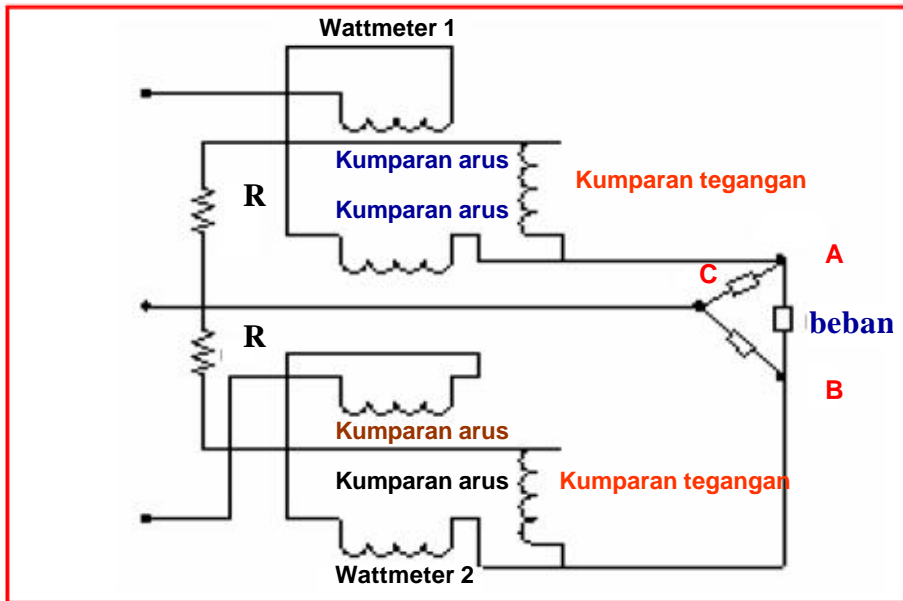 Wattmeter 1
Kumparan arus
Kumparan tegangan
R
Kumparan arus
A
C
beban
R
B
Kumparan arus
Kumparan arus
Kumparan tegangan
Wattmeter 2